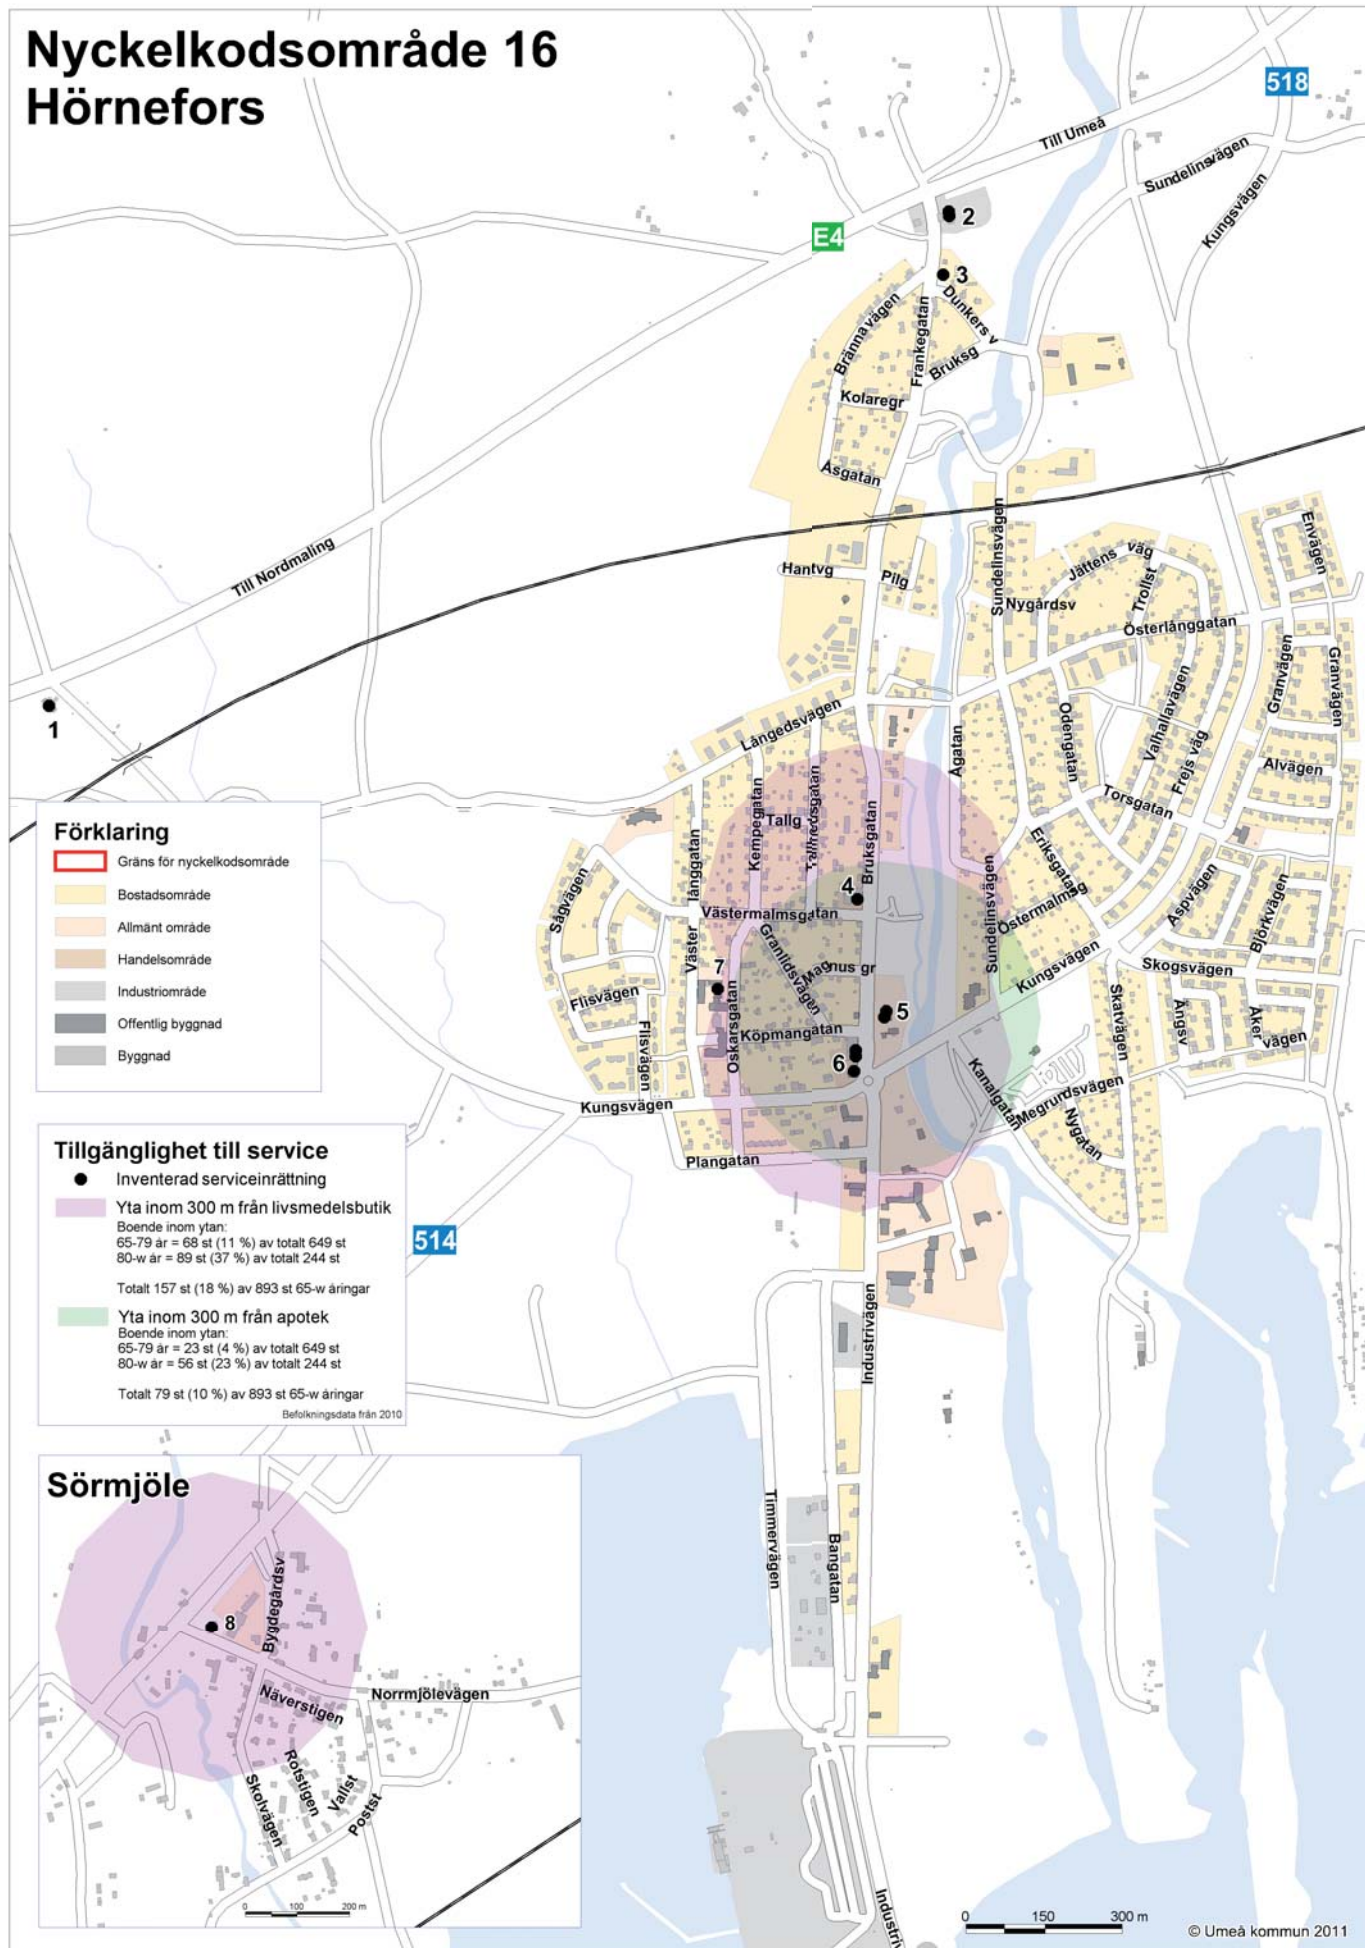 Nyckelkodsområde 16
Hörnefors
518
Till Umeå
Sundelinsvägen
Kungsvägen
2
E4
3
Dunkers v
Brännavägen
Frankegatan
Bruksg
Kolaregr
Åsgatan
Till Nordmaling
Hantvg
Pilg
Sundelinsvägen
Jättens väg
Trollst
Envägen
Nygårdsv
Österlånggatan
Granvägen
Granvägen
1
Långedsvägen
Ågatan
Odengatan
Valhallavägen
Frejs väg
Alvägen
Torsgatan
Kempegatan
Tallg
Bruksgatan
Långgatan
Väster
Sågvägen
4
Västermalmsgatan
Sundelinsvägen
Eriksgatan
Östermalmsg
Aspvägen
Björkvägen
Granlidsvägen
Magnus gr
Kungsvägen
Skogsvägen
7
Flisvägen
Flisvägen
Oskarsgatan
Köpmangatan
5
6
Skatvägen
Ängsv
Åker
vägen
Kanalgatan
Megrundsvägen
Nygatan
Kungsvägen
Plangatan
Förklaring
Gräns för nyckelkodsområde
Bostadsområde
Allmänt område
Handelsområde
Industriområde
Offentlig byggnad
Byggnad
Tillgänglighet till service
Inventerad serviceinrättning
Yta inom 300 m från livsmedelsbutik
Boende inom ytan:
65-79 år = 68 st (11 %) av totalt 649 st
80-w år = 89 st (37 %) av totalt 244 st
Totalt 157 st (18 %) av 893 st 65-w åringar
Yta inom 300 m från apotek
Boende inom ytan:
65-79 år = 23 st (4 %) av totalt 649 st
80-w år = 56 st (23 %) av totalt 244 st
Totalt 79 st (10 %) av 893 st 65-w åringar
Befolkningsdata från 2010
514
Industrivägen
Timmervägen
Bangatan
Sörmjöle
8
Bygdegårdsv
Näverstigen
Norrmjölevägen
Rotstigen
Vallst
Postst
Skolvägen
0 100 200 m
0 150 300 m
© Umeå kommun 2011